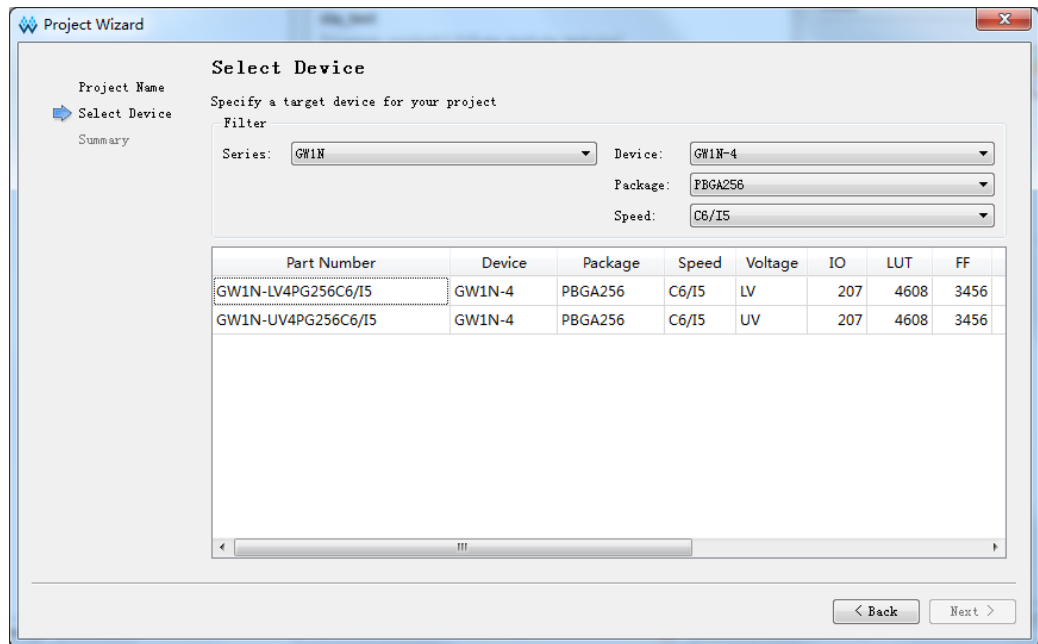 Project Wizard
Project Name
Select Device
Summary
Select Device
Specify a target device for your project
Filter
Series: GW1N Device: GW1N-4
Package: PBGA256
Speed: C6/I5
Part Number Device Package Speed Voltage IO LUT FF
GW1N-LV4PG256C6/I5 GW1N-4 PBGA256 C6/I5 LV 207 4608 3456
GW1N-UV4PG256C6/I5 GW1N-4 PBGA256 C6/I5 UV 207 4608 3456
< Back Next >